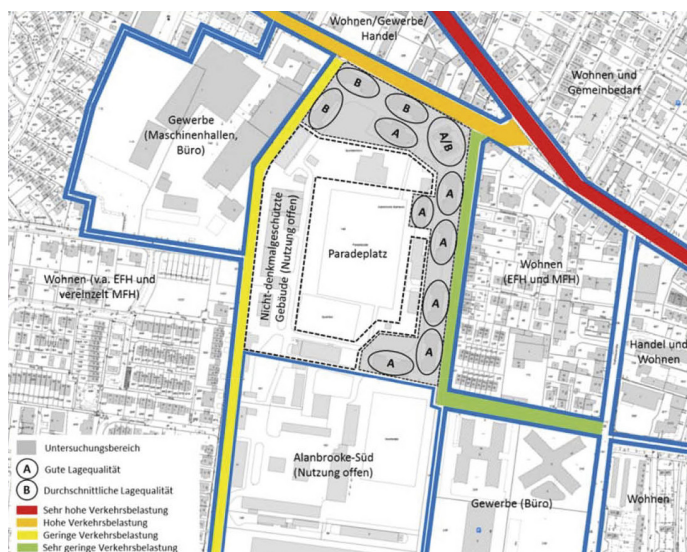 Wohnen/Gewerbe/
Handel
Wohnen und
Gemeinbedarf
Gewerbe
(Maschinenhallen,
Büro)
B
B
B
A
A/B
A
A
A
A
A
A
Nicht-denkmalgeschützte
Gebäude (Nutzung offen)
Paradeplatz
Wohnen (v.a. EFH und
vereinzelt MFH)
Wohnen
(EFH und MFH)
Handel und
Wohnen
Alanbrooke-Süd
(Nutzung offen)
Gewerbe (Büro)
Wohnen
Untersuchungsbereich
A Gute Lagequalität
B Durchschnittliche Lagequalität
Sehr hohe Verkehrsbelastung
Hohe Verkehrsbelastung
Geringe Verkehrsbelastung
Sehr geringe Verkehrsbelastung